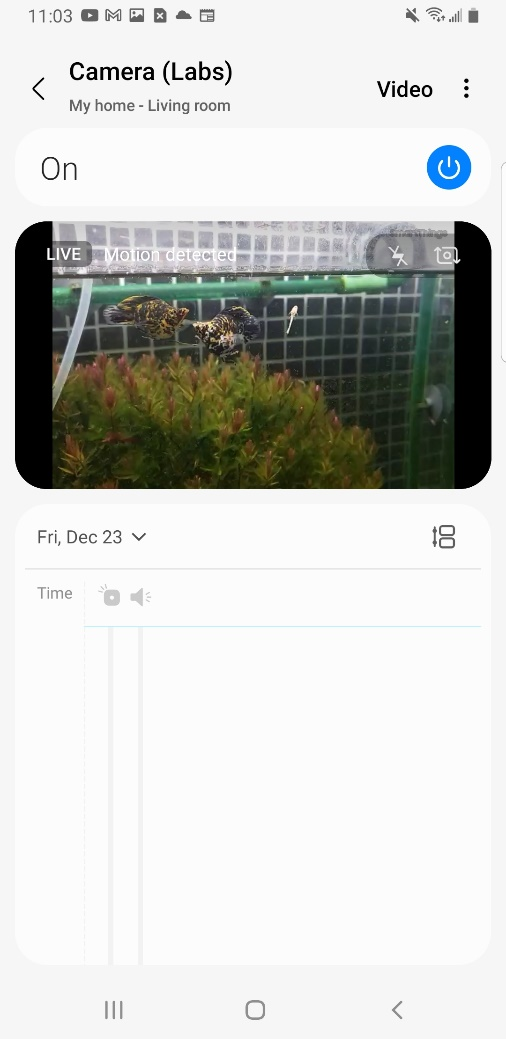 11:03
Camera (Labs)
My home - Living room
Video
On
LIVE
Motion detected
Fri, Dec 23
Time